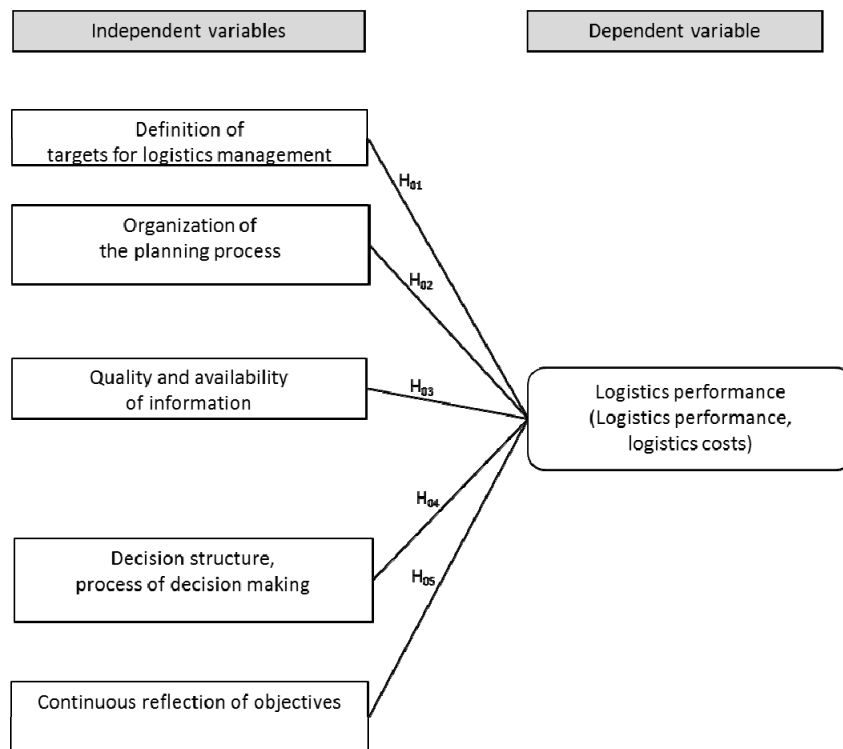 Independent variables
Dependent variable
Definition of
targets for logistics management
H01
Organization of
the planning process
H02
Quality and availability
of information
H03
Logistics performance
(Logistics performance,
logistics costs)
H04
Decision structure,
process of decision making
H05
Continuous reflection of objectives